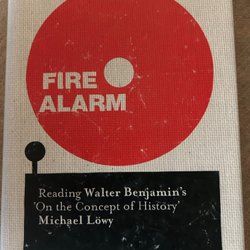 FIRE
ALARM
Reading Walter Benjamin's
'On the Concept of History'
Michael Löwy